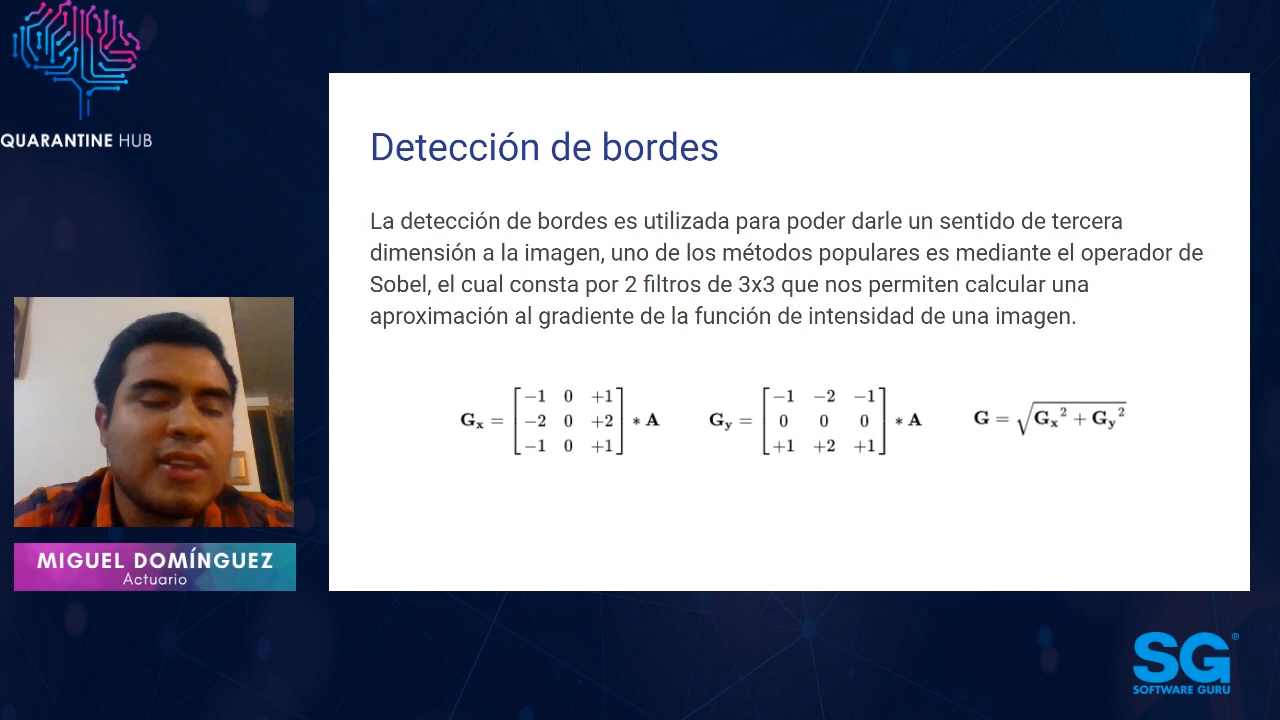 QUARANTINE HUB
Detección de bordes
La detección de bordes es utilizada para poder darle un sentido de tercera
dimensión a la imagen, uno de los métodos populares es mediante el operador de
Sobel, el cual consta por 2 filtros de 3x3 que nos permiten calcular una
aproximación al gradiente de la función de intensidad de una imagen.
Gx = [−1 0 +1 −2 0 +2 −1 0 +1] * A
Gy = [−1 −2 −1 0 0 0 +1 +2 +1] * A
G = √Gx² + Gy²
MIGUEL DOMÍNGUEZ
Actuario
SG®
SOFTWARE GURU